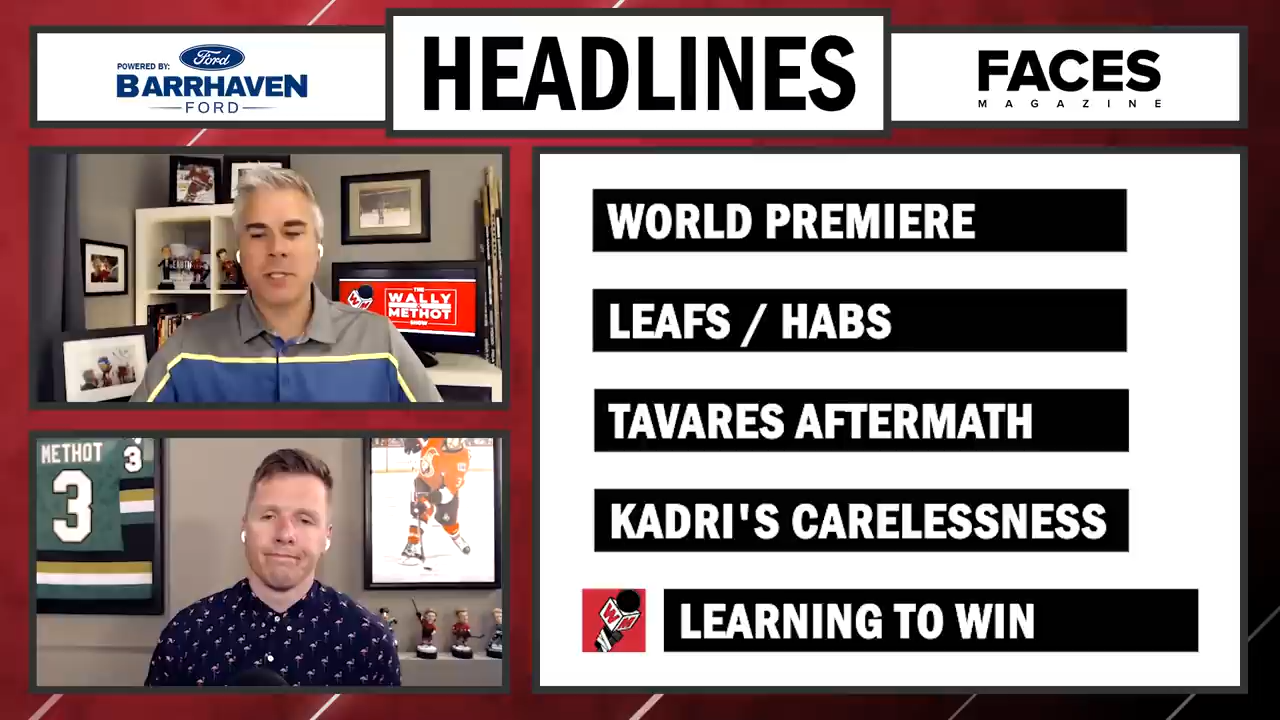 POWERED BY:
Ford
BARRHAVEN
FORD
HEADLINES
FACES
MAGAZINE
THE
WALLY
METHOT
SHOW
METHOT
3
3
WORLD PREMIERE
LEAFS / HABS
TAVARES AFTERMATH
KADRI'S CARELESSNESS
LEARNING TO WIN